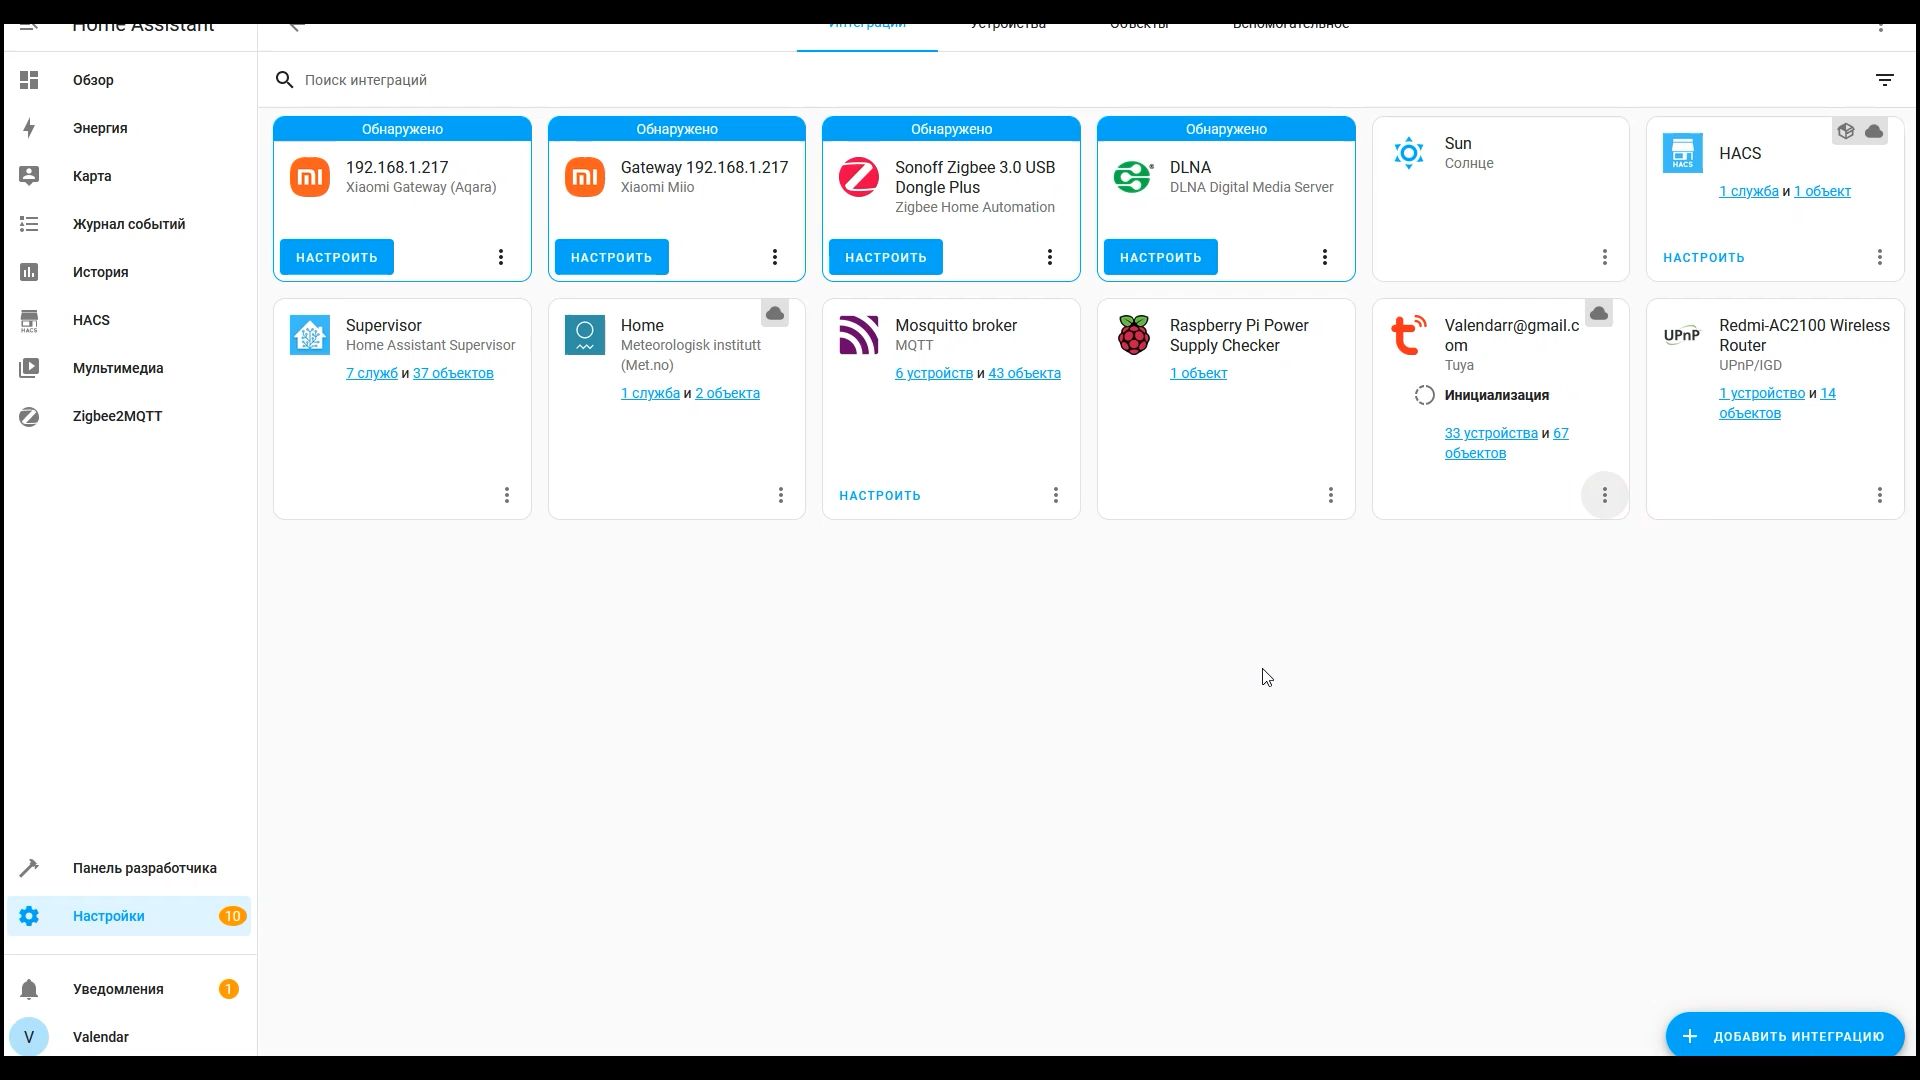 Home Assistant
Интеграции
Устройства
Объекты
Вспомогательное
Обзор
Энергия
Карта
Журнал событий
История
HACS
Мультимедиа
Zigbee2MQTT
Панель разработчика
Настройки
10
Уведомления
1
V
Valendar
Поиск интеграций
Обнаружено
192.168.1.217
Xiaomi Gateway (Aqara)
НАСТРОИТЬ
Обнаружено
Gateway 192.168.1.217
Xiaomi Miio
НАСТРОИТЬ
Обнаружено
Sonoff Zigbee 3.0 USB
Dongle Plus
Zigbee Home Automation
НАСТРОИТЬ
Обнаружено
DLNA
DLNA Digital Media Server
НАСТРОИТЬ
Sun
Солнце
HACS
HACS
1 служба и 1 объект
НАСТРОИТЬ
Supervisor
Home Assistant Supervisor
7 служб и 37 объектов
Home
Meteorologisk institutt
(Met.no)
1 служба и 2 объекта
Mosquitto broker
MQTT
6 устройств и 43 объекта
НАСТРОИТЬ
Raspberry Pi Power
Supply Checker
1 объект
Valendarr@gmail.c
om
Tuya
Инициализация
33 устройства и 67
объектов
UPnP
Redmi-AC2100 Wireless
Router
UPnP/IGD
1 устройство и 14
объектов
ДОБАВИТЬ ИНТЕГРАЦИЮ